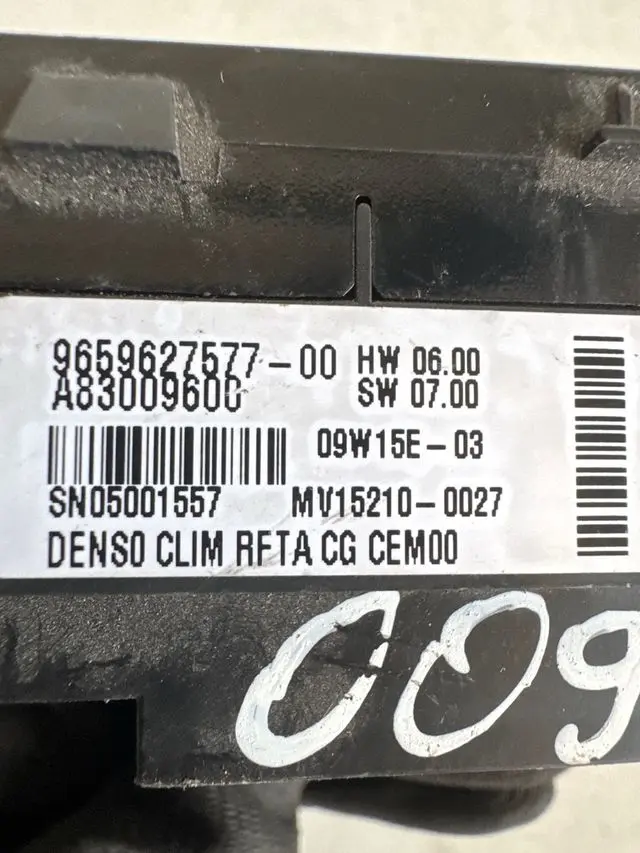 9659627577-00 HW 06.00
A83009600 SW 07.00
09W15E-03
SN05001557 MV15210-0027
DENSO CLIM RFTA CG CEM00
009